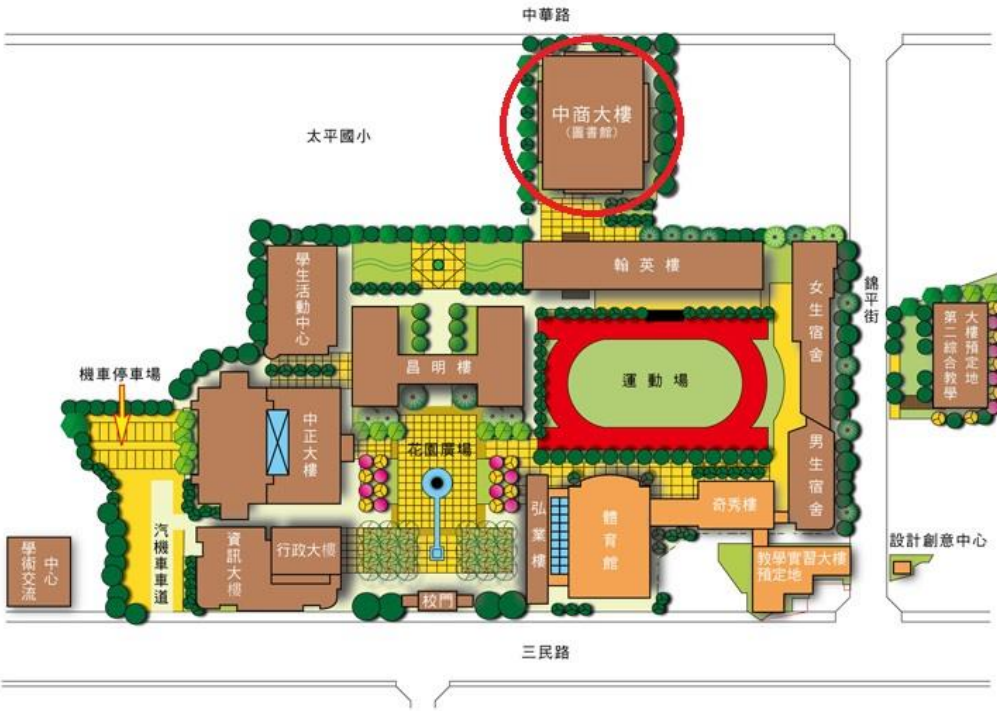 中華路
中商大樓
(圖書館)
太平國小
翰英樓
學生活動中心
女生宿舍
錦平街
大樓預定地
第二綜合教學
昌明樓
運動場
機車停車場
中正大樓
花園廣場
男生宿舍
弘業樓
體育館
奇秀樓
汽機車車道
資訊大樓
行政大樓
設計創意中心
教學實習大樓
預定地
中心
學術交流
校門
三民路